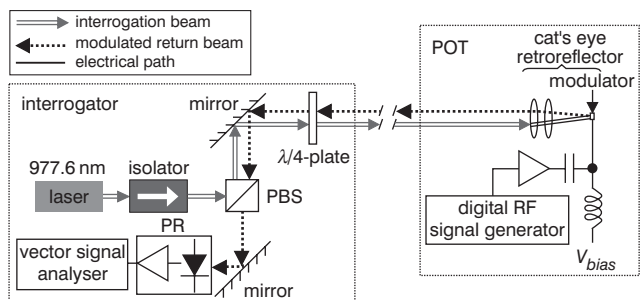 interrogation beam
modulated return beam
electrical path
POT
cat's eye
retroreflector
modulator
interrogator
mirror
λ/4-plate
977.6 nm
isolator
laser
PBS
PR
vector signal
analyser
mirror
digital RF
signal generator
Vbias